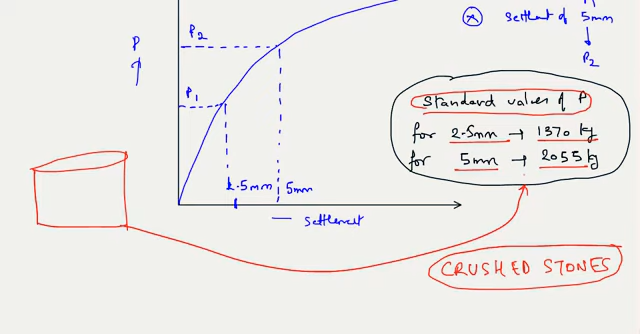 P
P2
P1
2.5mm
5mm
settlement
settlement of 5mm
P2
Standard values of P
for 2.5mm → 1370 kg
for 5mm → 2055 kg
CRUSHED STONES